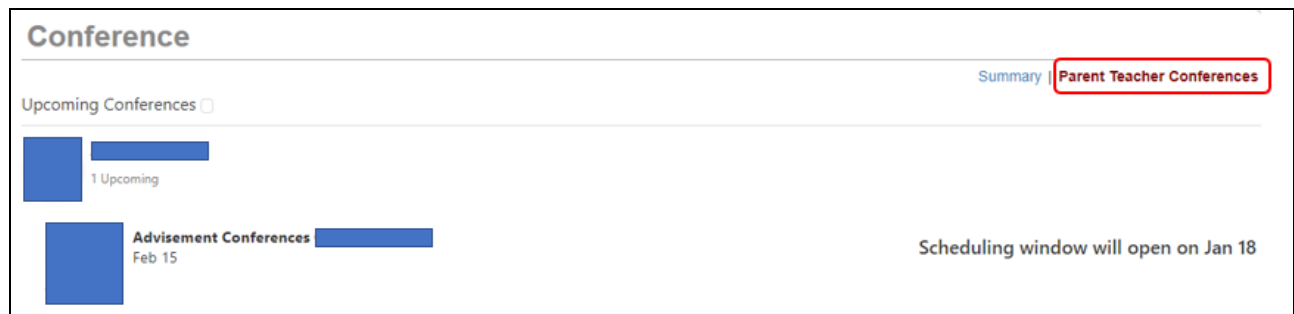 Conference
Summary | Parent Teacher Conferences
Upcoming Conferences
1 Upcoming
Advisement Conferences
Feb 15
Scheduling window will open on Jan 18